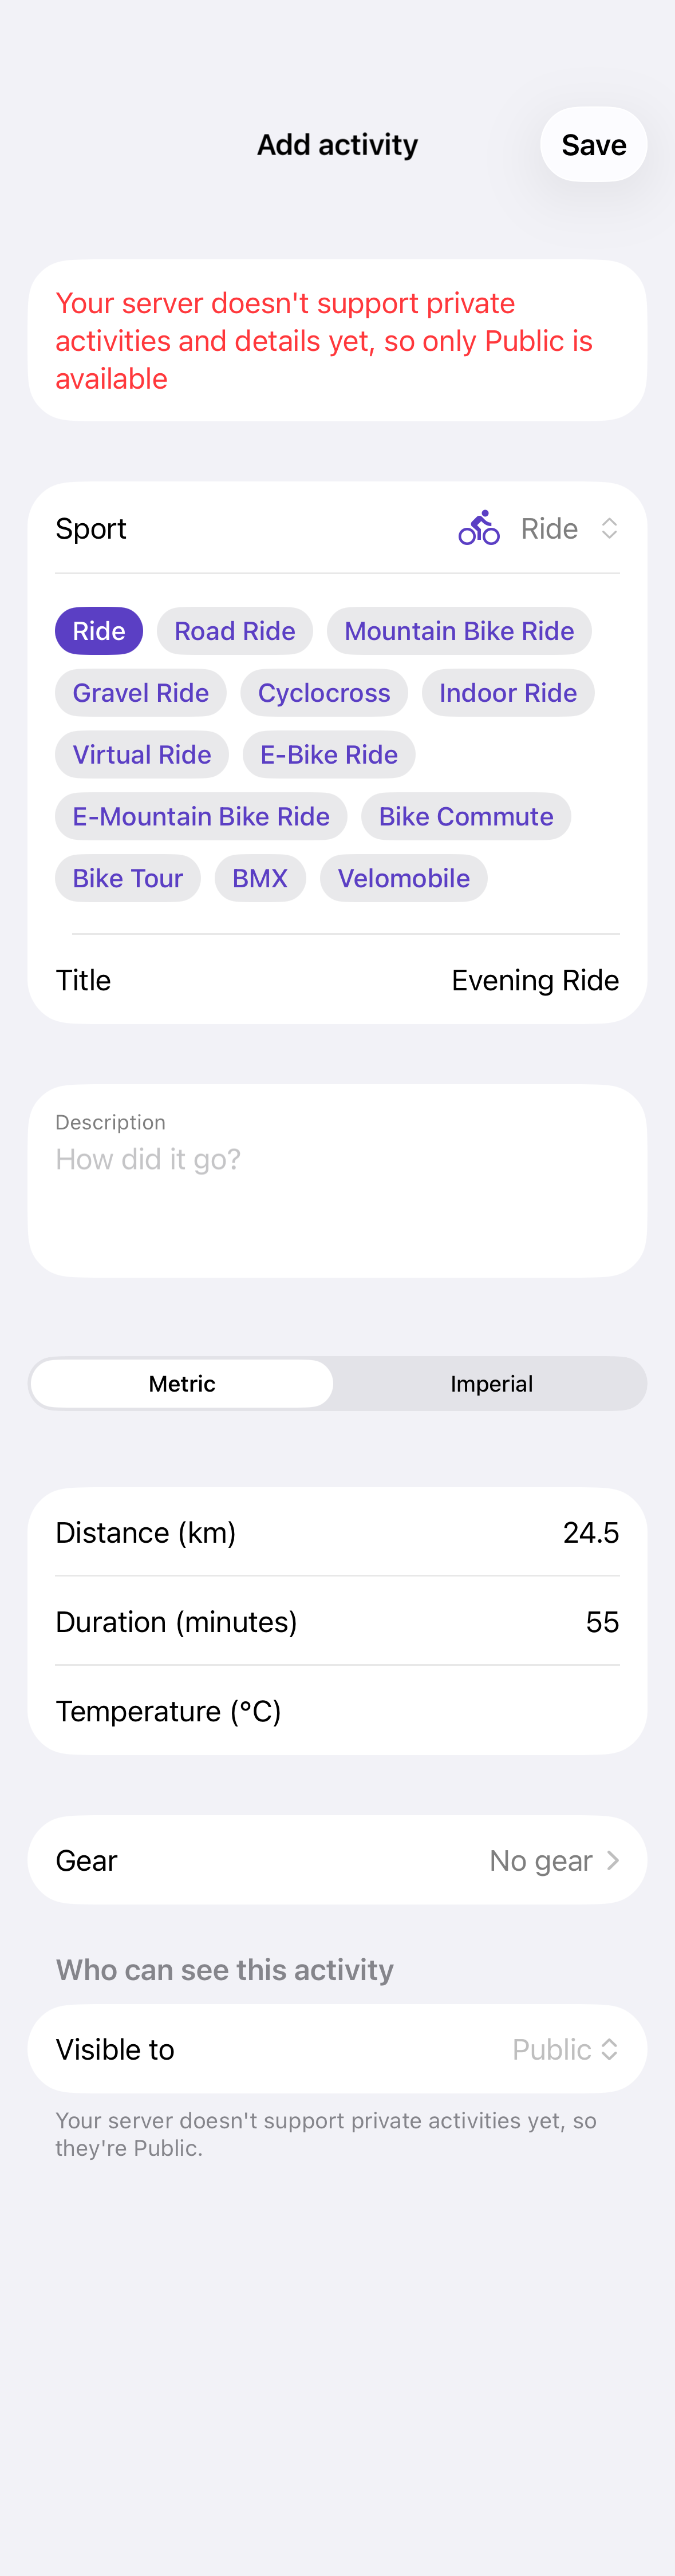 Add activity
Save
Your server doesn't support private
activities and details yet, so only Public is
available
Sport
Ride
Ride
Road Ride
Mountain Bike Ride
Gravel Ride
Cyclocross
Indoor Ride
Virtual Ride
E-Bike Ride
E-Mountain Bike Ride
Bike Commute
Bike Tour
BMX
Velomobile
Title
Evening Ride
Description
How did it go?
Metric
Imperial
Distance (km)
24.5
Duration (minutes)
55
Temperature (°C)
Gear
No gear
Who can see this activity
Visible to
Public
Your server doesn't support private activities yet, so
they're Public.